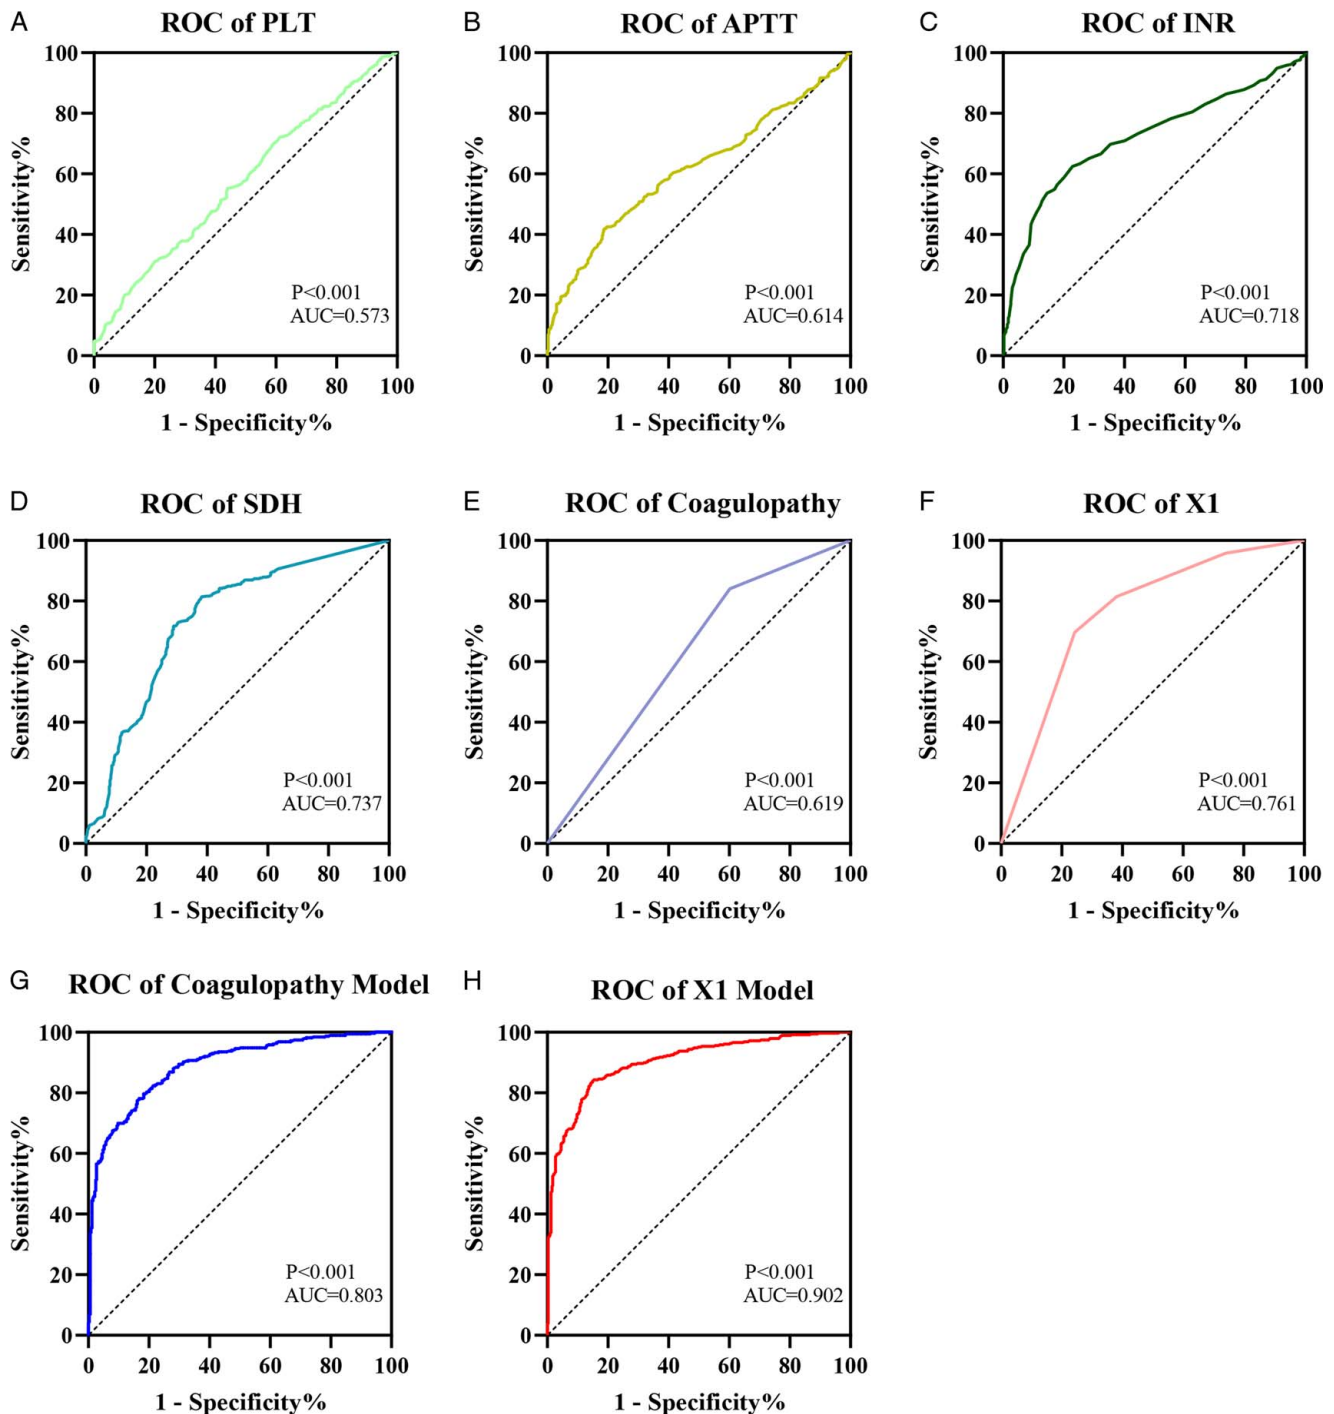 A
ROC of PLT
100
80
60
40
20
0
Sensitivity%
P<0.001
AUC=0.573
0 20 40 60 80 100
1 - Specificity%
B
ROC of APTT
100
80
60
40
20
0
Sensitivity%
P<0.001
AUC=0.614
0 20 40 60 80 100
1 - Specificity%
C
ROC of INR
100
80
60
40
20
0
Sensitivity%
P<0.001
AUC=0.718
0 20 40 60 80 100
1 - Specificity%
D
ROC of SDH
100
80
60
40
20
0
Sensitivity%
P<0.001
AUC=0.737
0 20 40 60 80 100
1 - Specificity%
E
ROC of Coagulopathy
100
80
60
40
20
0
Sensitivity%
P<0.001
AUC=0.619
0 20 40 60 80 100
1 - Specificity%
F
ROC of X1
100
80
60
40
20
0
Sensitivity%
P<0.001
AUC=0.761
0 20 40 60 80 100
1 - Specificity%
G
ROC of Coagulopathy Model
100
80
60
40
20
0
Sensitivity%
P<0.001
AUC=0.803
0 20 40 60 80 100
1 - Specificity%
H
ROC of X1 Model
100
80
60
40
20
0
Sensitivity%
P<0.001
AUC=0.902
0 20 40 60 80 100
1 - Specificity%